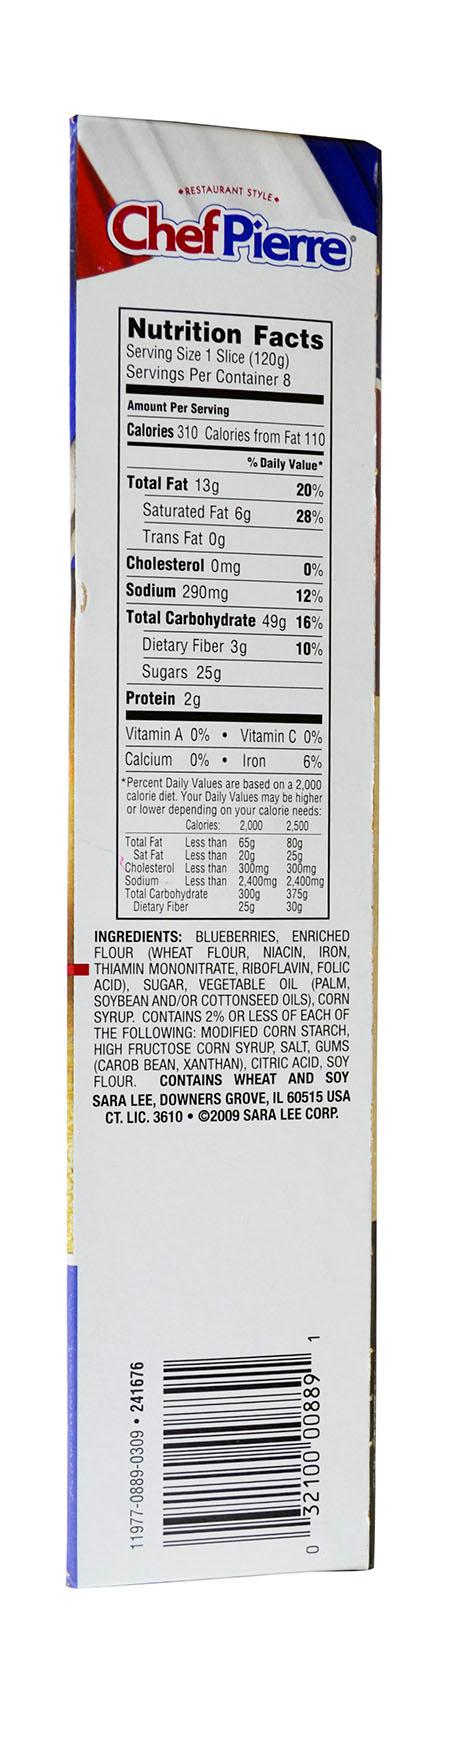 •RESTAURANT STYLE•
Chef Pierre®
Nutrition Facts
Serving Size 1 Slice (120g)
Servings Per Container 8
Amount Per Serving
Calories 310 Calories from Fat 110
% Daily Value*
Total Fat 13g 20%
Saturated Fat 6g 28%
Trans Fat 0g
Cholesterol 0mg 0%
Sodium 290mg 12%
Total Carbohydrate 49g 16%
Dietary Fiber 3g 10%
Sugars 25g
Protein 2g
Vitamin A 0% • Vitamin C 0%
Calcium 0% • Iron 6%
*Percent Daily Values are based on a 2,000
calorie diet. Your Daily Values may be higher
or lower depending on your calorie needs:
Calories: 2,000 2,500
Total Fat Less than 65g 80g
Sat Fat Less than 20g 25g
Cholesterol Less than 300mg 300mg
Sodium Less than 2,400mg 2,400mg
Total Carbohydrate 300g 375g
Dietary Fiber 25g 30g
INGREDIENTS: BLUEBERRIES, ENRICHED
FLOUR (WHEAT FLOUR, NIACIN, IRON,
THIAMIN MONONITRATE, RIBOFLAVIN, FOLIC
ACID), SUGAR, VEGETABLE OIL (PALM,
SOYBEAN AND/OR COTTONSEED OILS), CORN
SYRUP. CONTAINS 2% OR LESS OF EACH OF
THE FOLLOWING: MODIFIED CORN STARCH,
HIGH FRUCTOSE CORN SYRUP, SALT, GUMS
(CAROB BEAN, XANTHAN), CITRIC ACID, SOY
FLOUR. CONTAINS WHEAT AND SOY
SARA LEE, DOWNERS GROVE, IL 60515 USA
CT. LIC. 3610 • ©2009 SARA LEE CORP.
11977-0889-0309 • 241676
0 32100 00889 1